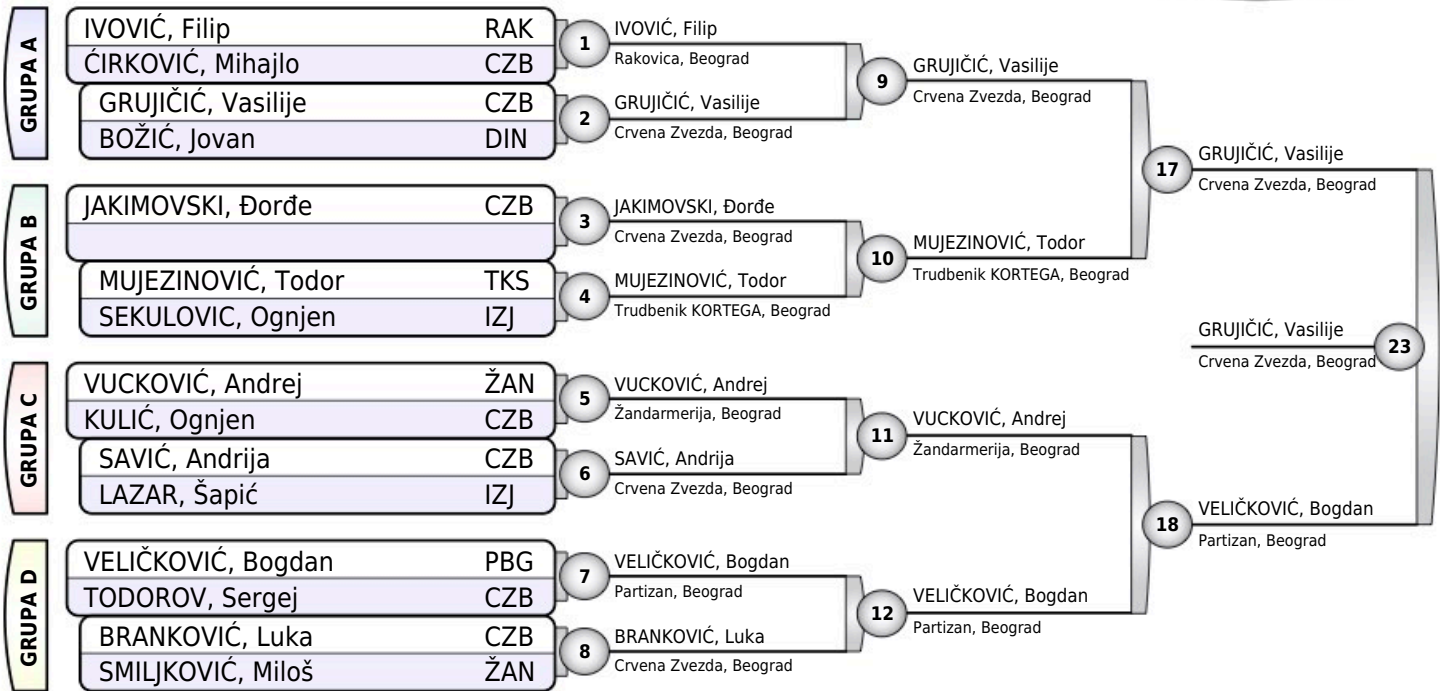 GRUPA A
IVOVIĆ, Filip RAK
ĆIRKOVIĆ, Mihajlo CZB
GRUJIČIĆ, Vasilije CZB
BOŽIĆ, Jovan DIN
GRUPA B
JAKIMOVSKI, Đorđe CZB
MUJEZINOVIĆ, Todor TKS
SEKULOVIC, Ognjen IZJ
GRUPA C
VUCKOVIĆ, Andrej ŽAN
KULIĆ, Ognjen CZB
SAVIĆ, Andrija CZB
LAZAR, Šapić IZJ
GRUPA D
VELIČKOVIĆ, Bogdan PBG
TODOROV, Sergej CZB
BRANKOVIĆ, Luka CZB
SMILJKOVIĆ, Miloš ŽAN
1
IVOVIĆ, Filip
Rakovica, Beograd
2
GRUJIČIĆ, Vasilije
Crvena Zvezda, Beograd
3
JAKIMOVSKI, Đorđe
Crvena Zvezda, Beograd
4
MUJEZINOVIĆ, Todor
Trudbenik KORTEGA, Beograd
5
VUCKOVIĆ, Andrej
Žandarmerija, Beograd
6
SAVIĆ, Andrija
Crvena Zvezda, Beograd
7
VELIČKOVIĆ, Bogdan
Partizan, Beograd
8
BRANKOVIĆ, Luka
Crvena Zvezda, Beograd
9
GRUJIČIĆ, Vasilije
Crvena Zvezda, Beograd
10
MUJEZINOVIĆ, Todor
Trudbenik KORTEGA, Beograd
11
VUCKOVIĆ, Andrej
Žandarmerija, Beograd
12
VELIČKOVIĆ, Bogdan
Partizan, Beograd
17
GRUJIČIĆ, Vasilije
Crvena Zvezda, Beograd
18
VELIČKOVIĆ, Bogdan
Partizan, Beograd
GRUJIČIĆ, Vasilije
Crvena Zvezda, Beograd
23